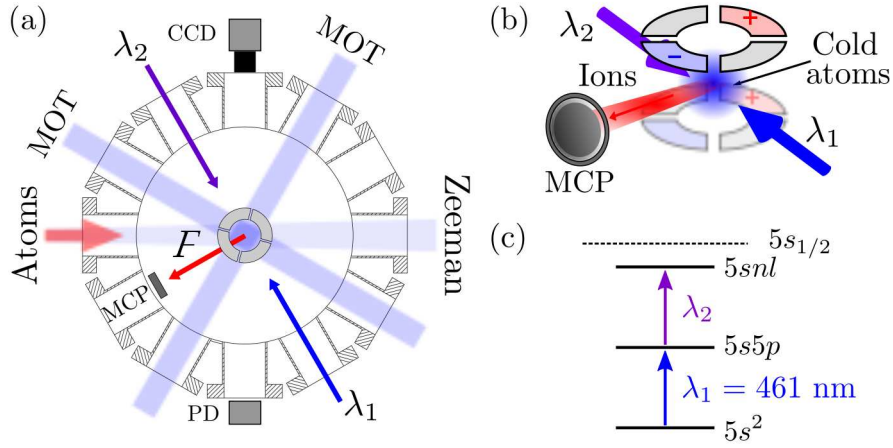 (a)
CCD
λ₂
MOT
MOT
Atoms
Zeeman
F
MCP
PD
λ₁
(b)
λ₂
+
−
Cold
atoms
Ions
+
λ₁
MCP
(c)
5s₁/₂
5snl
λ₂
5s5p
λ₁ = 461 nm
5s²